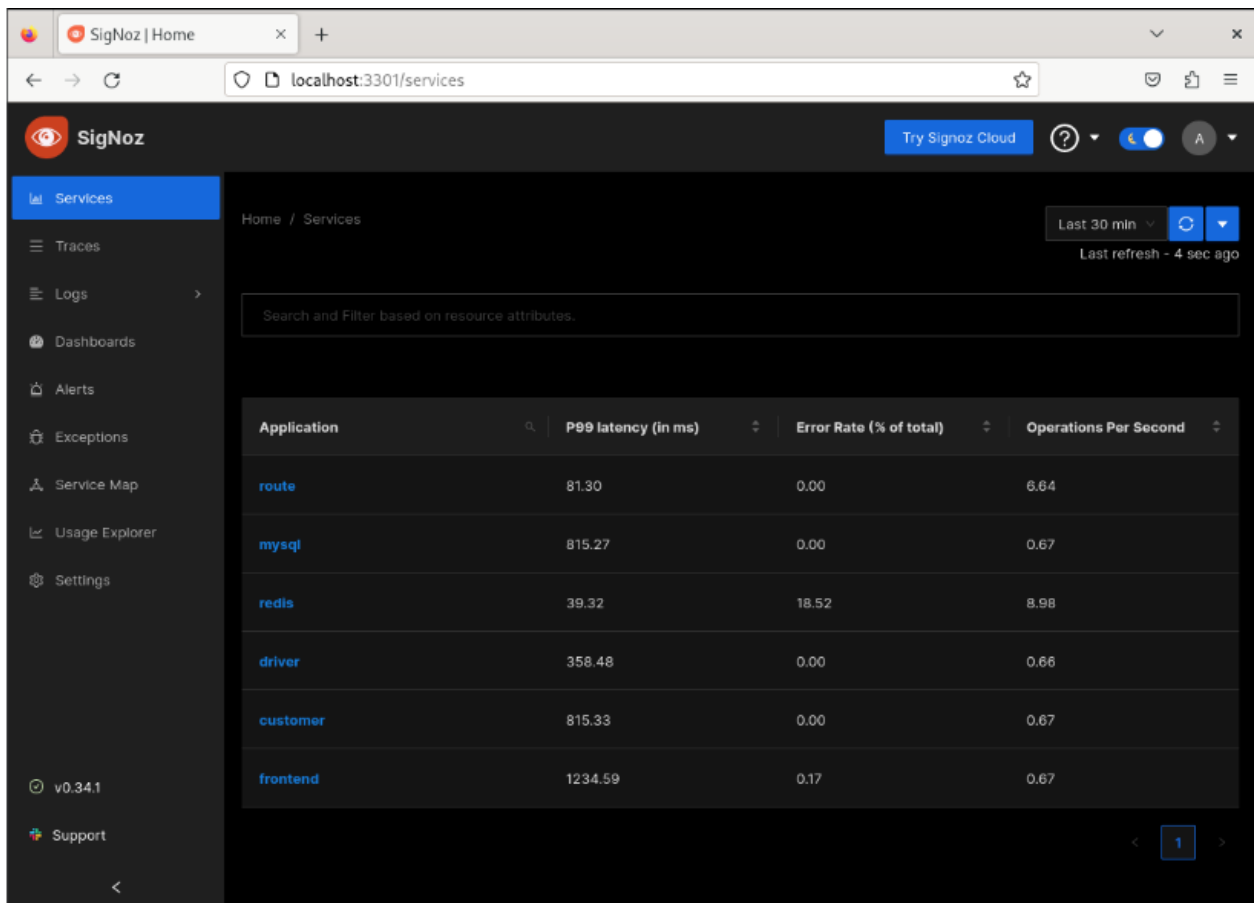 SigNoz | Home
localhost:3301/services
SigNoz
Try Signoz Cloud
A
Services
Traces
Logs
Dashboards
Alerts
Exceptions
Service Map
Usage Explorer
Settings
v0.34.1
Support
Home / Services
Last 30 min
Last refresh - 4 sec ago
Search and Filter based on resource attributes.
Application P99 latency (in ms) Error Rate (% of total) Operations Per Second
route 81.30 0.00 6.64
mysql 815.27 0.00 0.67
redis 39.32 18.52 8.98
driver 358.48 0.00 0.66
customer 815.33 0.00 0.67
frontend 1234.59 0.17 0.67
1